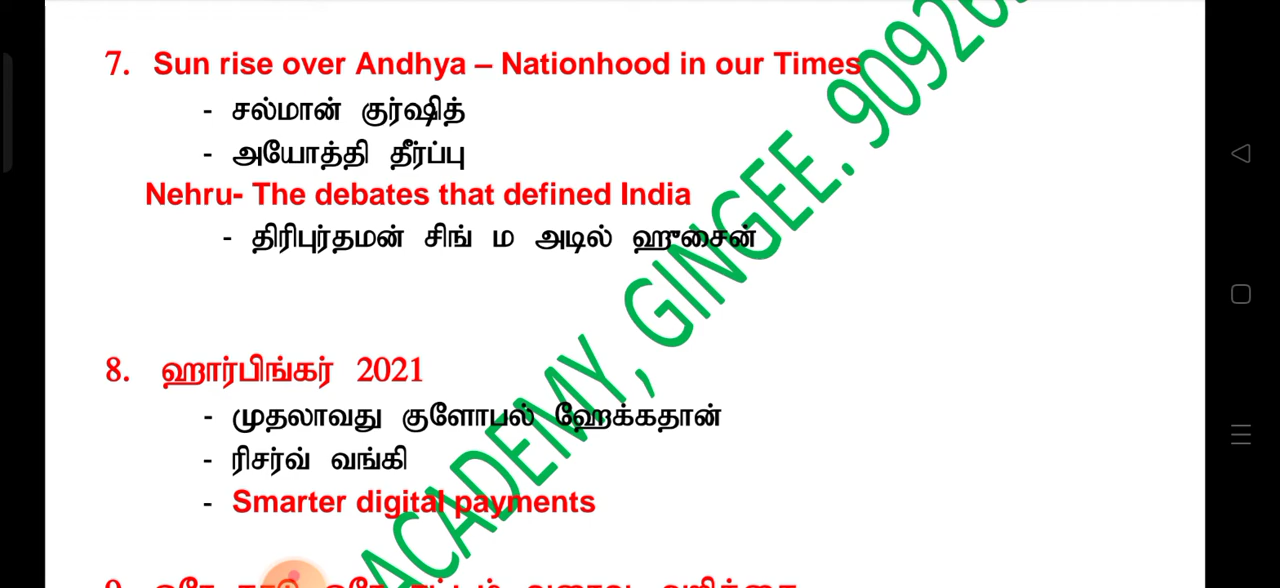 7. Sun rise over Andhya – Nationhood in our Times
- சல்மான் குர்ஷித்
- அயோத்தி தீர்ப்பு
Nehru- The debates that defined India
- திரிபுர்தமன் சிங் ம அடில் ஹுசைன்
8. ஹார்பிங்கர் 2021
- முதலாவது குளோபல் ஹேக்கதான்
- ரிசர்வ் வங்கி
- Smarter digital payments
ACADEMY, GINGEE. 9092